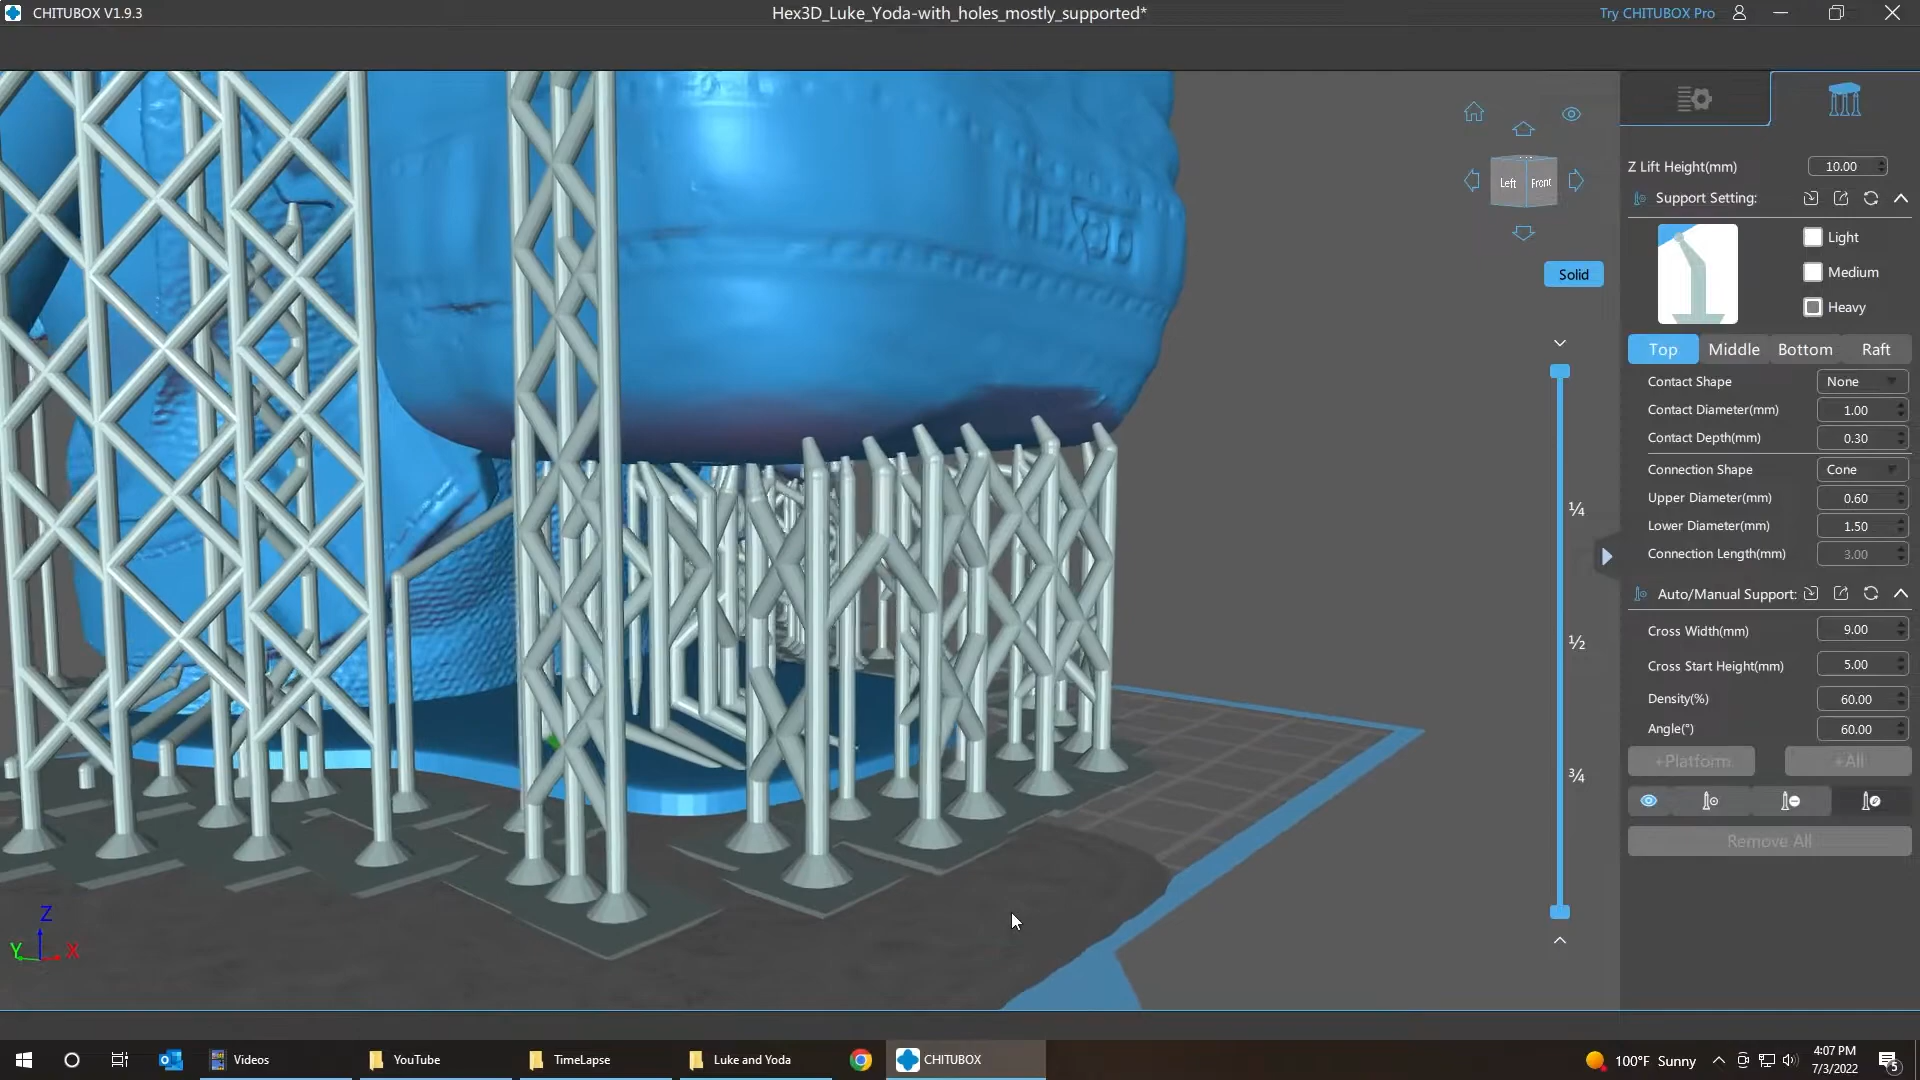 CHITUBOX V1.9.3
Hex3D_Luke_Yoda-with_holes_mostly_supported*
Try CHITUBOX Pro
Left
Front
Solid
¼
½
¾
Z Lift Height(mm) 10.00
Support Setting:
Light
Medium
Heavy
Top Middle Bottom Raft
Contact Shape None
Contact Diameter(mm) 1.00
Contact Depth(mm) 0.30
Connection Shape Cone
Upper Diameter(mm) 0.60
Lower Diameter(mm) 1.50
Connection Length(mm) 3.00
Auto/Manual Support:
Cross Width(mm) 9.00
Cross Start Height(mm) 5.00
Density(%) 60.00
Angle(°) 60.00
+Platform +All
Remove All
Z
Y X
Videos YouTube TimeLapse Luke and Yoda CHITUBOX
100°F Sunny
4:07 PM
7/3/2022
5